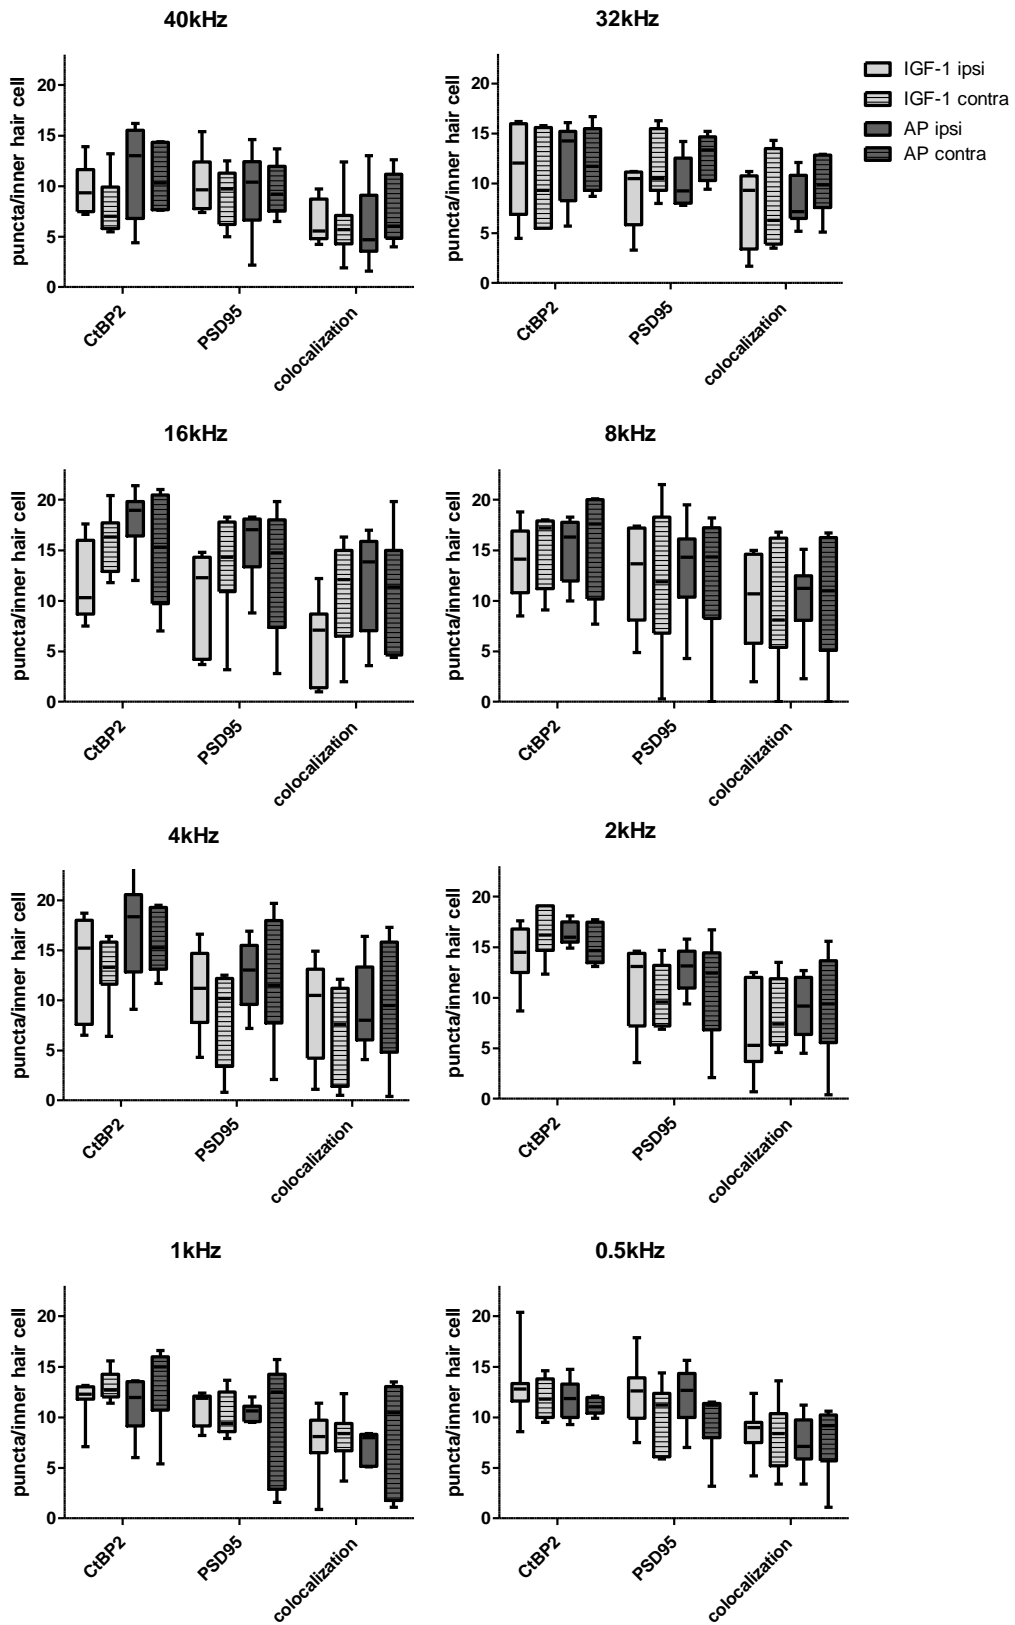 40kHz
32kHz
puncta/inner hair cell
20
15
10
5
0
CtBP2
PSD95
colocalization
puncta/inner hair cell
20
15
10
5
0
CtBP2
PSD95
colocalization
IGF-1 ipsi
IGF-1 contra
AP ipsi
AP contra
16kHz
8kHz
puncta/inner hair cell
20
15
10
5
0
CtBP2
PSD95
colocalization
puncta/inner hair cell
20
15
10
5
0
CtBP2
PSD95
colocalization
4kHz
2kHz
puncta/inner hair cell
20
15
10
5
0
CtBP2
PSD95
colocalization
puncta/inner hair cell
20
15
10
5
0
CtBP2
PSD95
colocalization
1kHz
0.5kHz
puncta/inner hair cell
20
15
10
5
0
CtBP2
PSD95
colocalization
puncta/inner hair cell
20
15
10
5
0
CtBP2
PSD95
colocalization